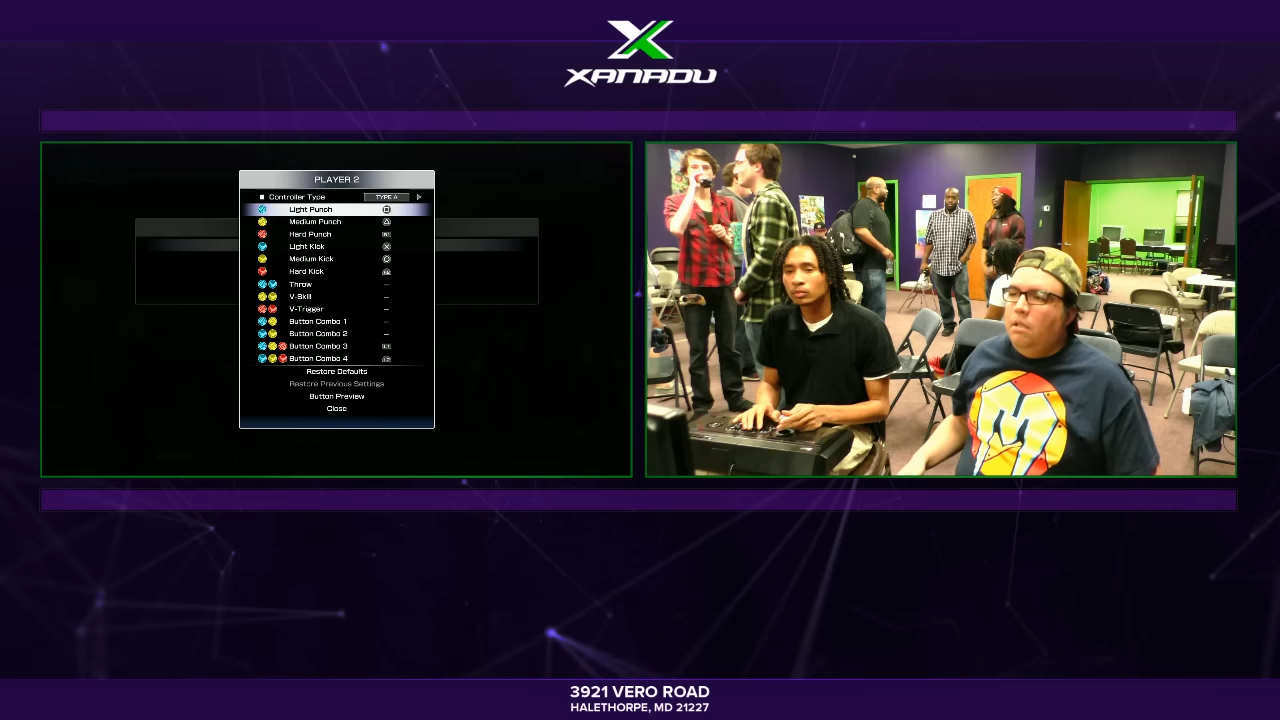 XANADU
PLAYER 2
Controller Type TYPE A
Light Punch
Medium Punch
Hard Punch
Light Kick
Medium Kick
Hard Kick
Throw –
V-Skill –
V-Trigger –
Button Combo 1 –
Button Combo 2 –
Button Combo 3
Button Combo 4
Restore Defaults
Restore Previous Settings
Button Preview
Close
M
3921 VERO ROAD
HALETHORPE, MD 21227